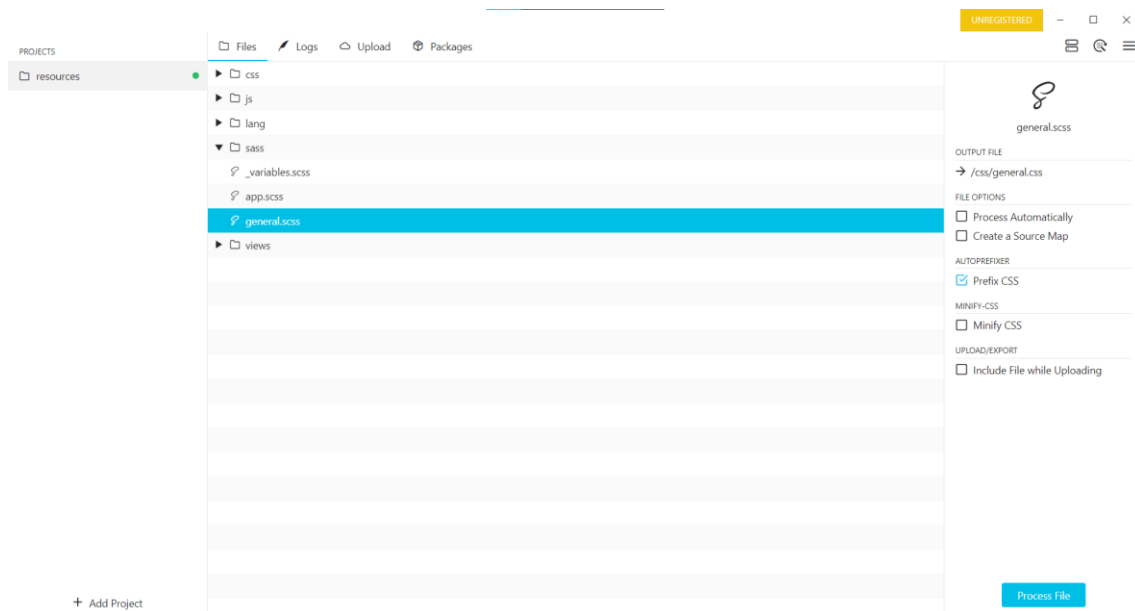 UNREGISTERED
PROJECTS
resources
+ Add Project
Files Logs Upload Packages
css
js
lang
sass
_variables.scss
app.scss
general.scss
views
general.scss
OUTPUT FILE
→ /css/general.css
FILE OPTIONS
Process Automatically
Create a Source Map
AUTOPREFIXER
Prefix CSS
MINIFY-CSS
Minify CSS
UPLOAD/EXPORT
Include File while Uploading
Process File